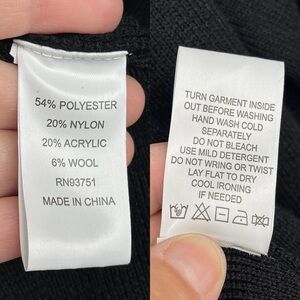 54% POLYESTER
20% NYLON
20% ACRYLIC
6% WOOL
RN93751
MADE IN CHINA
TURN GARMENT INSIDE
OUT BEFORE WASHING
HAND WASH COLD
SEPARATELY
DO NOT BLEACH
USE MILD DETERGENT
DO NOT WRING OR TWIST
LAY FLAT TO DRY
COOL IRONING
IF NEEDED